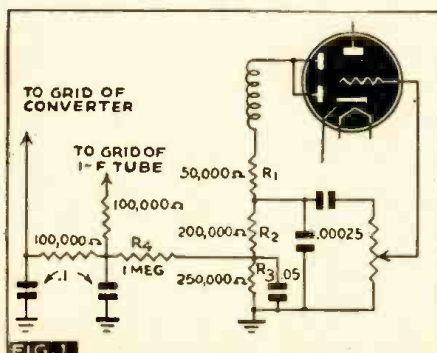 TO GRID OF
CONVERTER
TO GRID OF
I-F TUBE
50,000Ω R1
100,000Ω
200,000Ω R2
.00025
100,000Ω R4
.1 1 MEG
250,000Ω R3 .05
FIG. 1